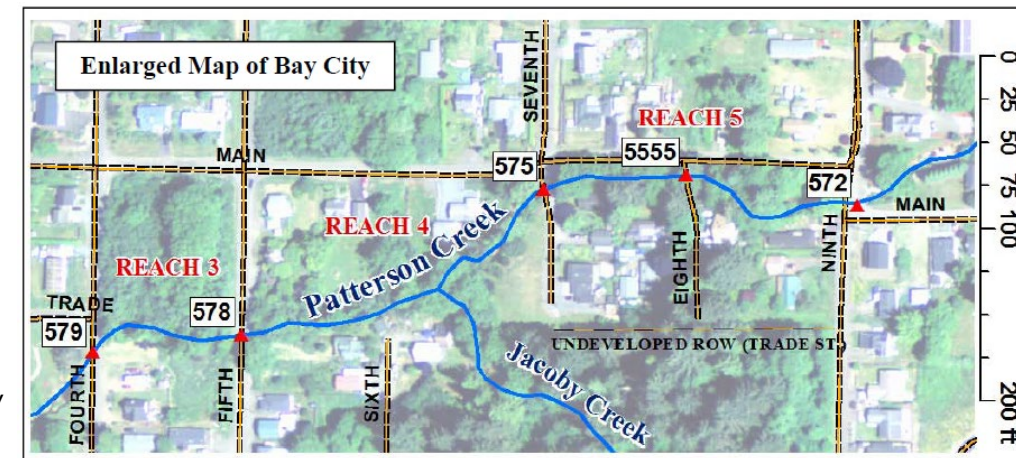 Enlarged Map of Bay City
SEVENTH
REACH 5
MAIN
575
5555
572
MAIN
REACH 4
REACH 3
Patterson Creek
TRADE
579
578
EIGHTH
NINTH
UNDEVELOPED ROW (TRADE ST.)
FOURTH
FIFTH
SIXTH
Jacoby Creek
0
25
50
75
100
200 ft